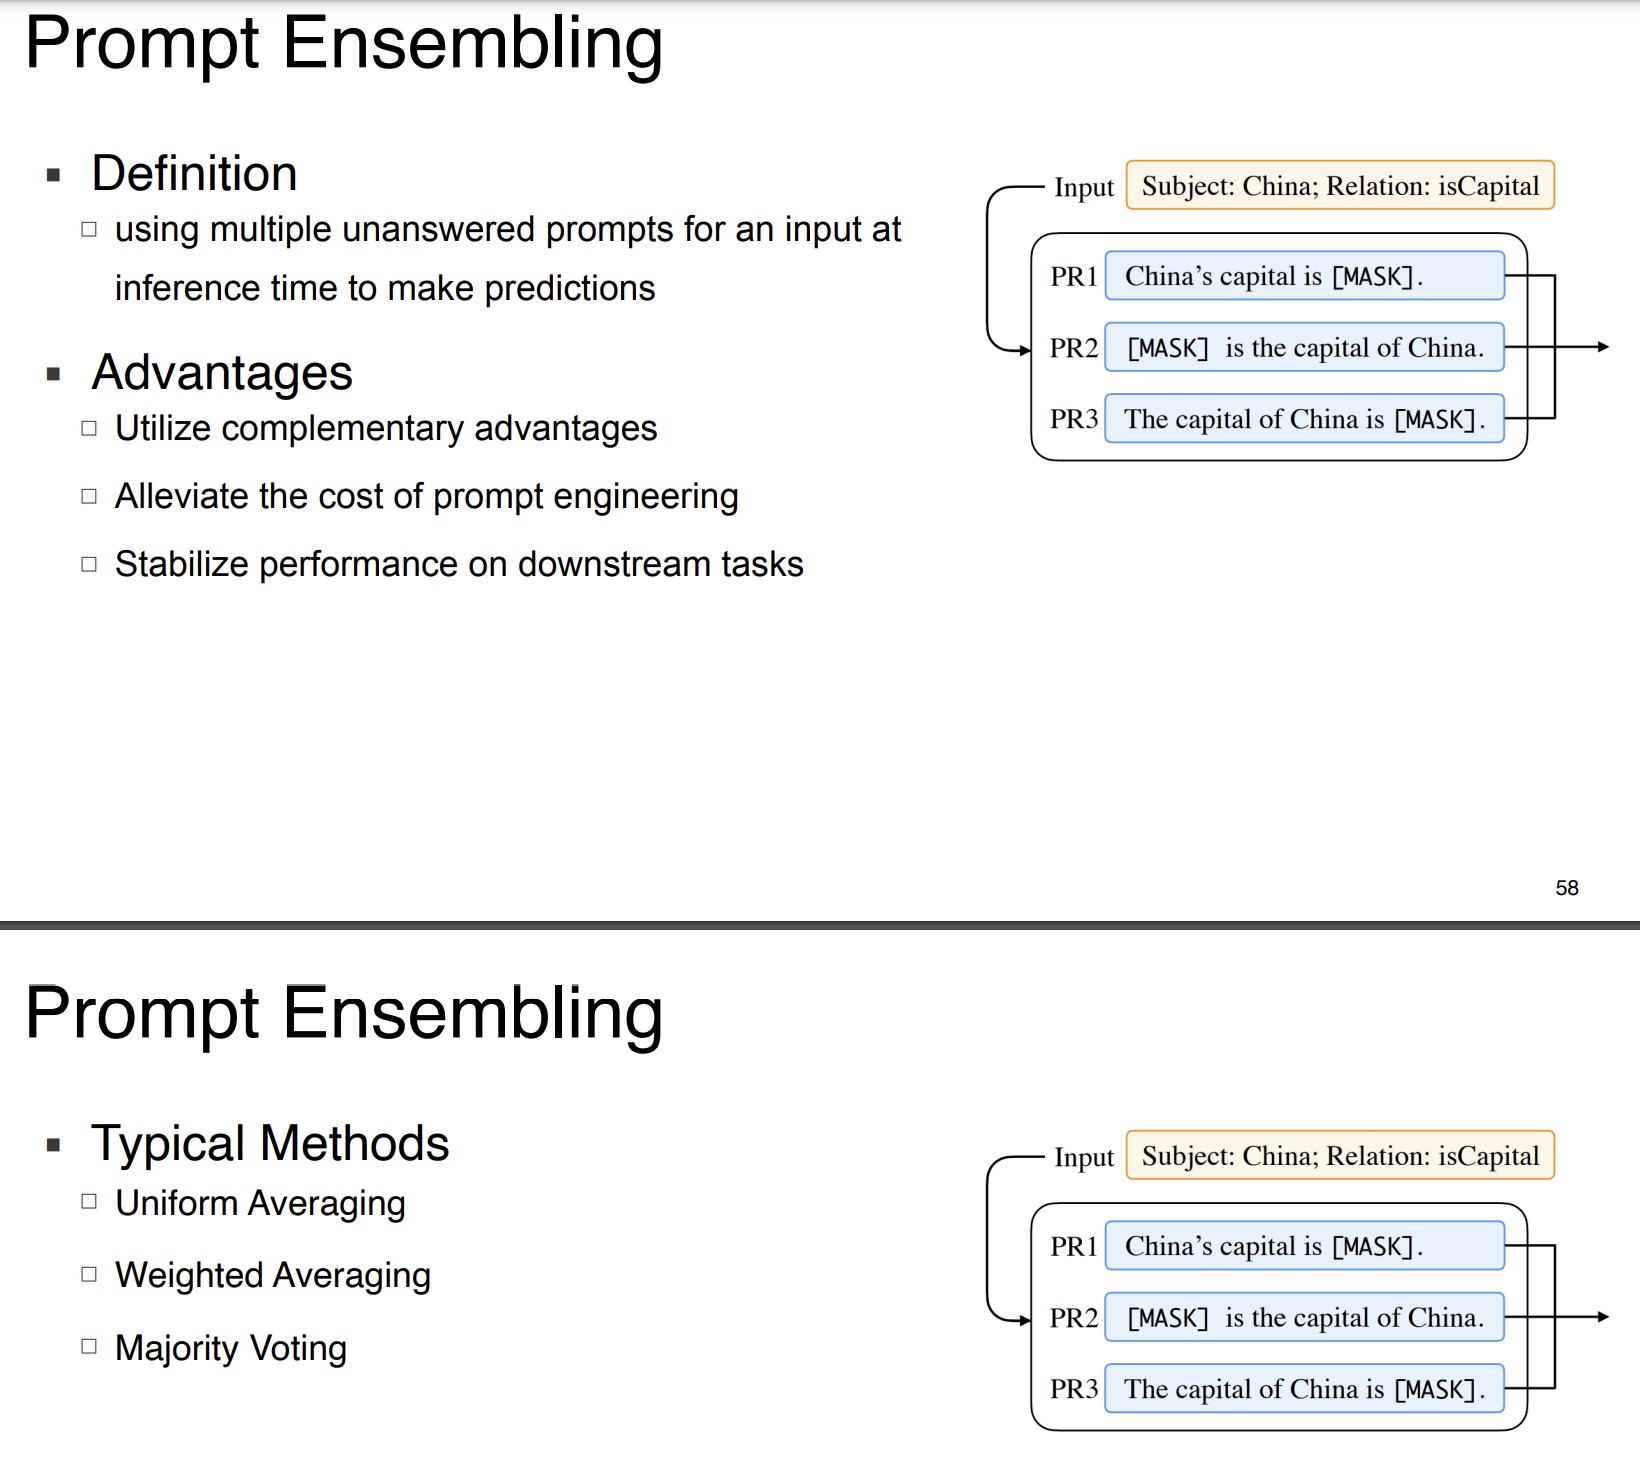 Prompt Ensembling
Definition
using multiple unanswered prompts for an input at
inference time to make predictions
Advantages
Utilize complementary advantages
Alleviate the cost of prompt engineering
Stabilize performance on downstream tasks
Input Subject: China; Relation: isCapital
PR1 China’s capital is [MASK].
PR2 [MASK] is the capital of China.
PR3 The capital of China is [MASK].
58
Prompt Ensembling
Typical Methods
Uniform Averaging
Weighted Averaging
Majority Voting
Input Subject: China; Relation: isCapital
PR1 China’s capital is [MASK].
PR2 [MASK] is the capital of China.
PR3 The capital of China is [MASK].